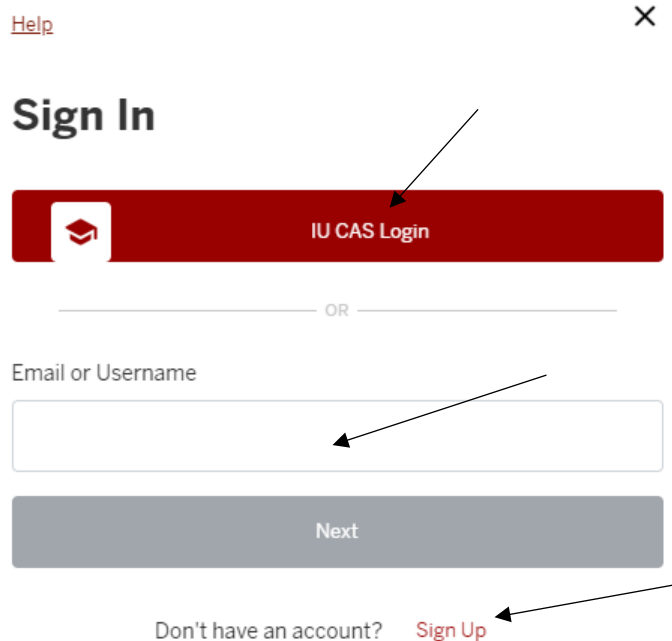 Help
Sign In
IU CAS Login
OR
Email or Username
Next
Don't have an account? Sign Up